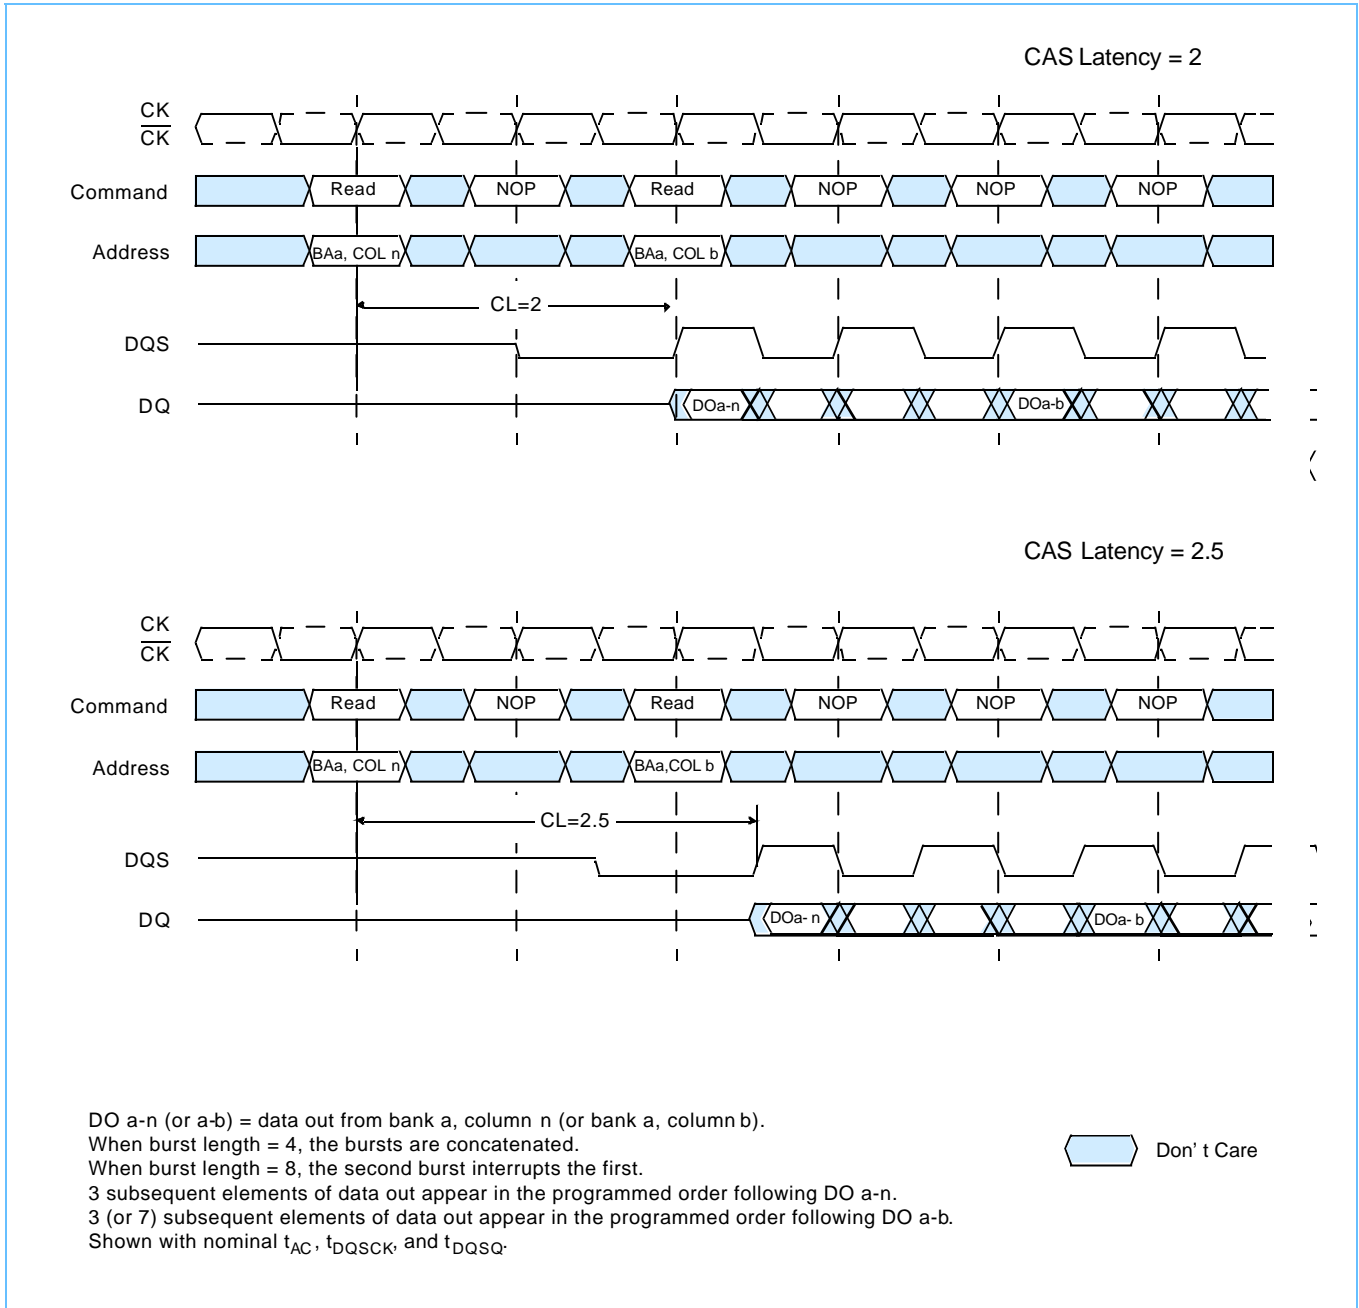 CAS Latency = 2
CK
CK
Command Read NOP Read NOP NOP NOP
Address BAa, COL n BAa, COL b
CL=2
DQS
DQ DOa-n DOa-b
CAS Latency = 2.5
CK
CK
Command Read NOP Read NOP NOP NOP
Address BAa, COL n BAa,COL b
CL=2.5
DQS
DQ DOa- n DOa- b
DO a-n (or a-b) = data out from bank a, column n (or bank a, column b).
When burst length = 4, the bursts are concatenated.
When burst length = 8, the second burst interrupts the first.
3 subsequent elements of data out appear in the programmed order following DO a-n.
3 (or 7) subsequent elements of data out appear in the programmed order following DO a-b.
Shown with nominal tAC, tDQSCK, and tDQSQ.
Don' t Care